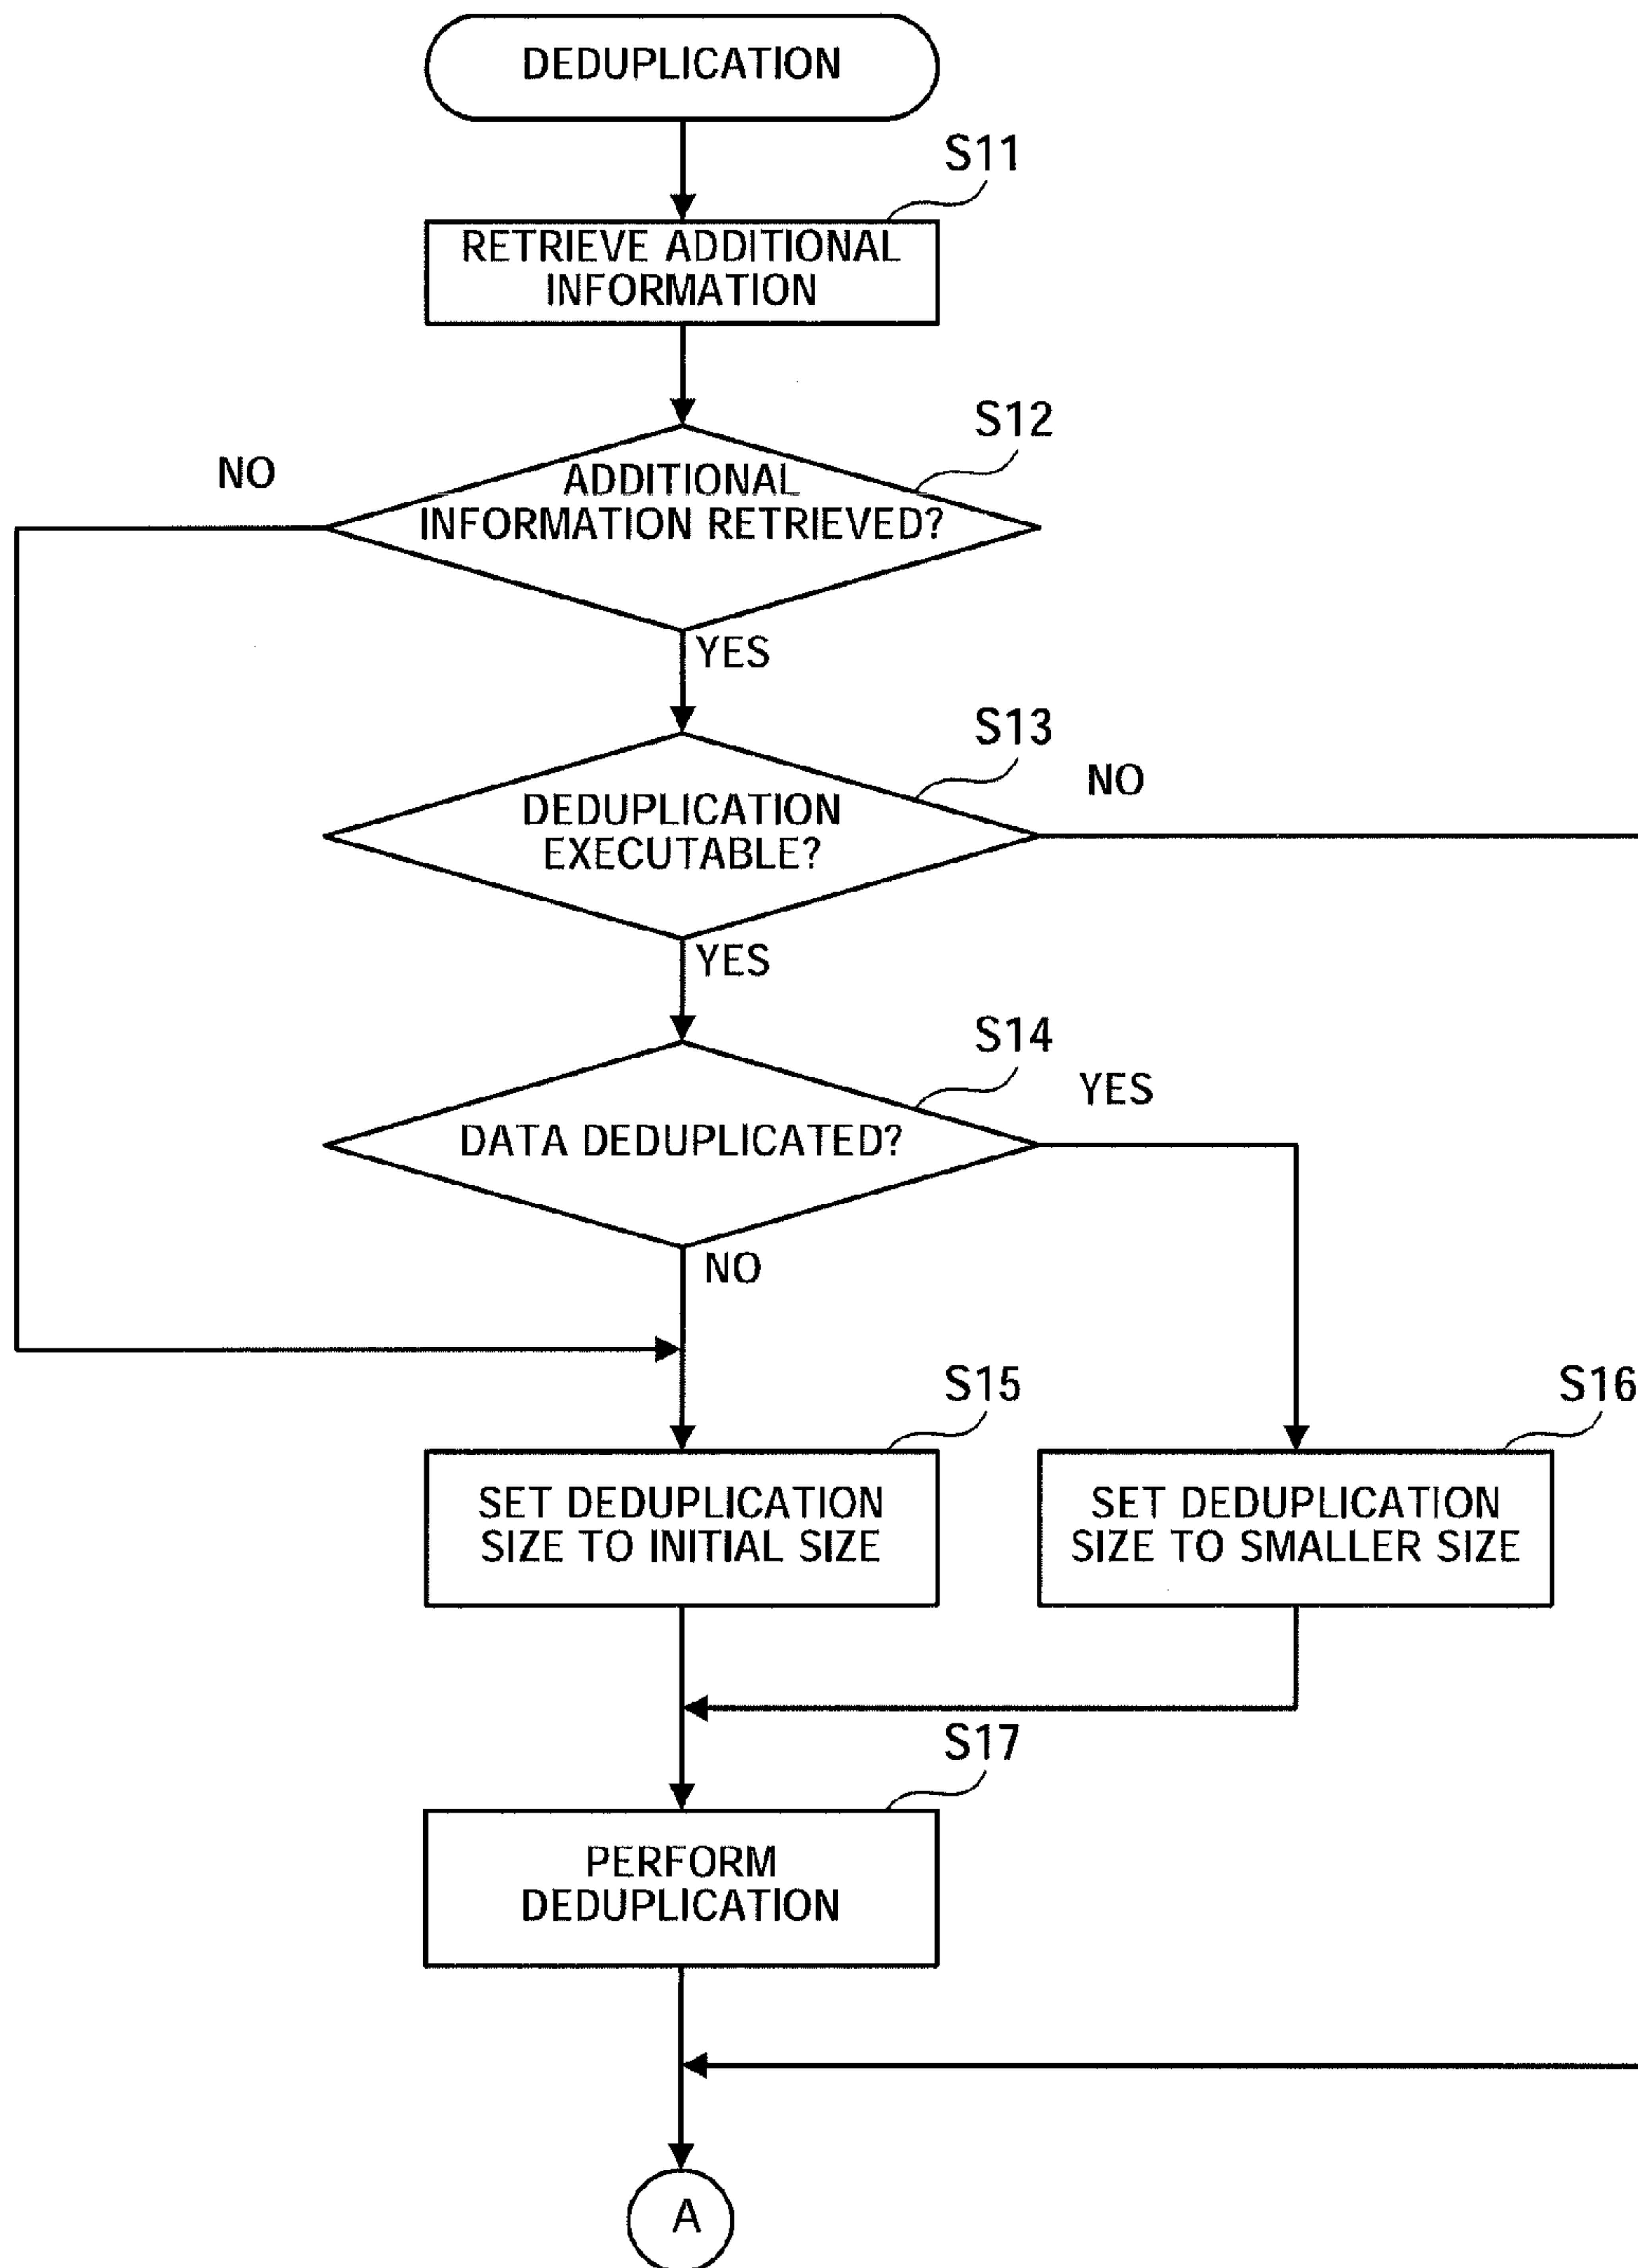 DEDUPLICATION
S11
RETRIEVE ADDITIONAL
INFORMATION
S12
NO
ADDITIONAL
INFORMATION RETRIEVED?
YES
S13
NO
DEDUPLICATION
EXECUTABLE?
YES
S14
YES
DATA DEDUPLICATED?
NO
S15
S16
SET DEDUPLICATION
SIZE TO INITIAL SIZE
SET DEDUPLICATION
SIZE TO SMALLER SIZE
S17
PERFORM
DEDUPLICATION
A